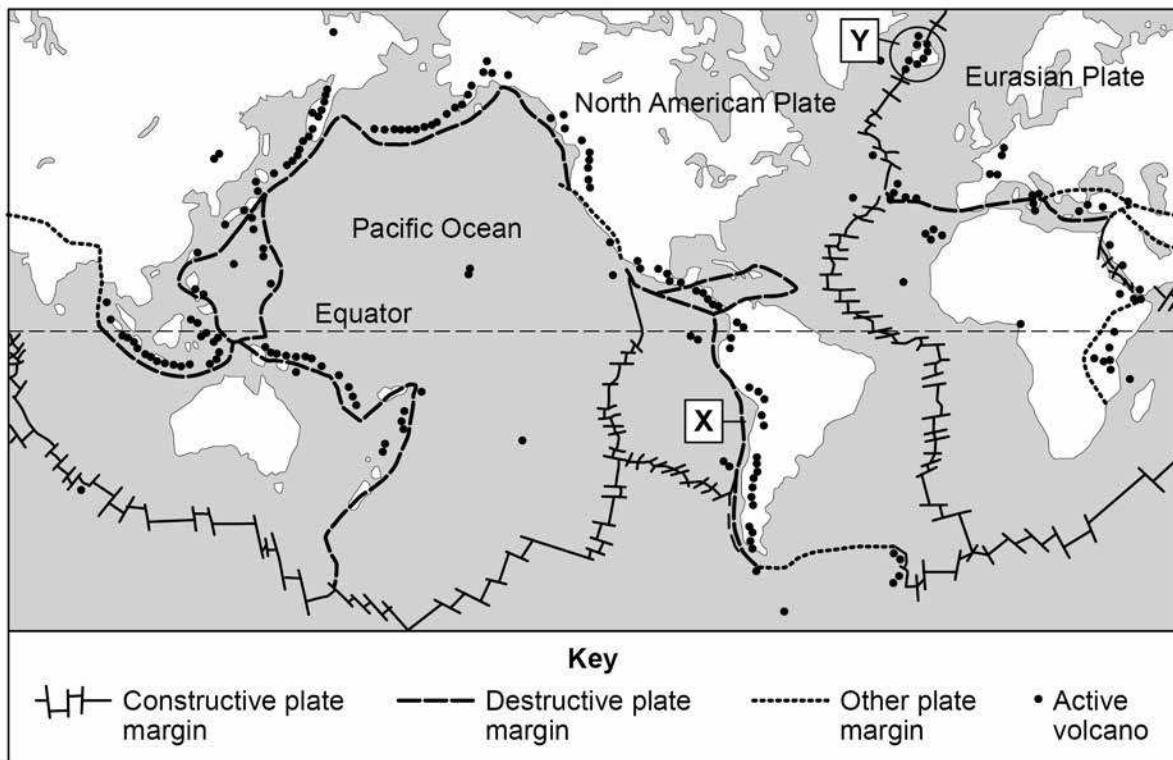 Y
Eurasian Plate
North American Plate
Pacific Ocean
Equator
X
Key
Constructive plate
margin
Destructive plate
margin
Other plate
margin
Active
volcano